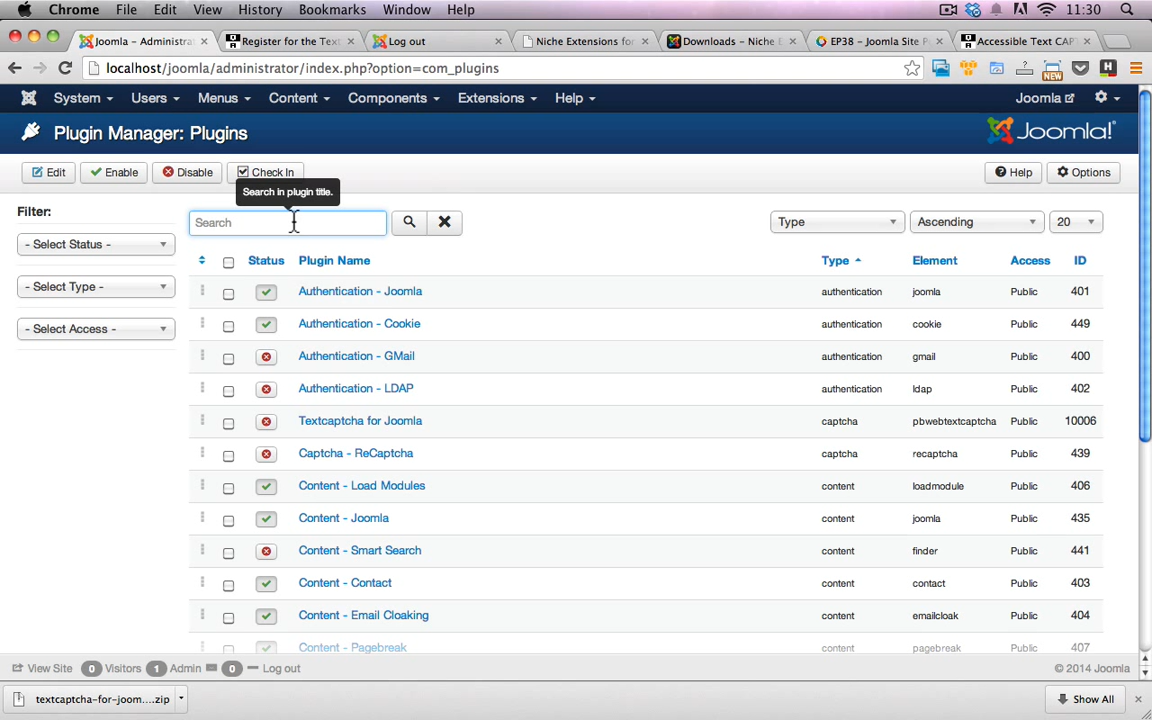 Chrome File Edit View History Bookmarks Window Help 11:30
Joomla - Administra Register for the Text Log out Niche Extensions for Downloads - Niche E EP38 - Joomla Site P Accessible Text CAPT
localhost/joomla/administrator/index.php?option=com_plugins NEW H
System Users Menus Content Components Extensions Help Joomla
Plugin Manager: Plugins Joomla!
Edit Enable Disable Check In Help Options
Search in plugin title.
Filter:
Search Type Ascending 20
- Select Status -
Status Plugin Name Type Element Access ID
- Select Type -
Authentication - Joomla authentication joomla Public 401
- Select Access -
Authentication - Cookie authentication cookie Public 449
Authentication - GMail authentication gmail Public 400
Authentication - LDAP authentication ldap Public 402
Textcaptcha for Joomla captcha pbwebtextcaptcha Public 10006
Captcha - ReCaptcha captcha recaptcha Public 439
Content - Load Modules content loadmodule Public 406
Content - Joomla content joomla Public 435
Content - Smart Search content finder Public 441
Content - Contact content contact Public 403
Content - Email Cloaking content emailcloak Public 404
Content - Pagebreak content pagebreak Public 407
View Site 0 Visitors 1 Admin 0 Log out © 2014 Joomla
textcaptcha-for-joom....zip Show All